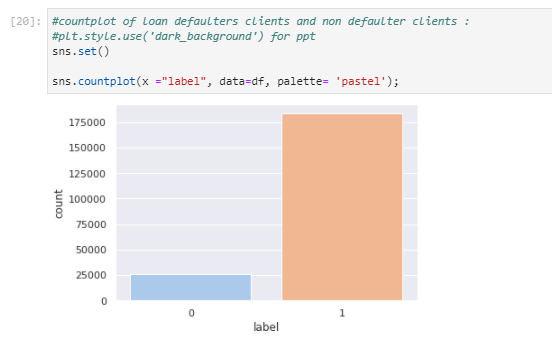 [20]: #countplot of loan defaulters clients and non defaulter clients :
#plt.style.use('dark_background') for ppt
sns.set()
sns.countplot(x ="label", data=df, palette= 'pastel');
175000
150000
125000
100000
75000
50000
25000
0
count
0 1
label